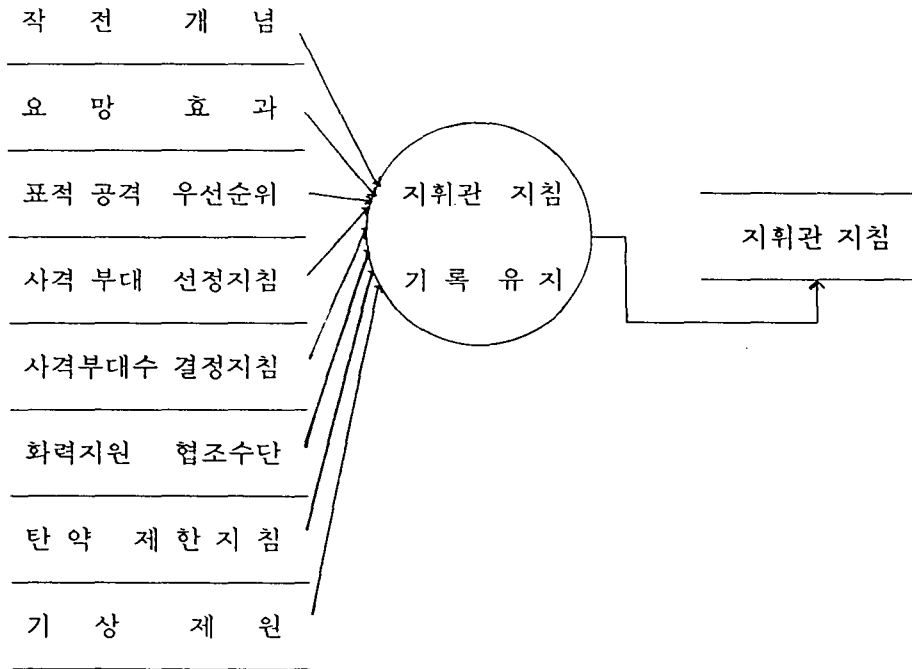 작 전 개 념
요 망 효 과
표적 공격 우선순위
사격 부대 선정지침
사격부대수 결정지침
화력지원 협조수단
탄 약 제 한 지 침
기 상 제 원
지휘관 지침
기 록 유 지
지휘관 지침